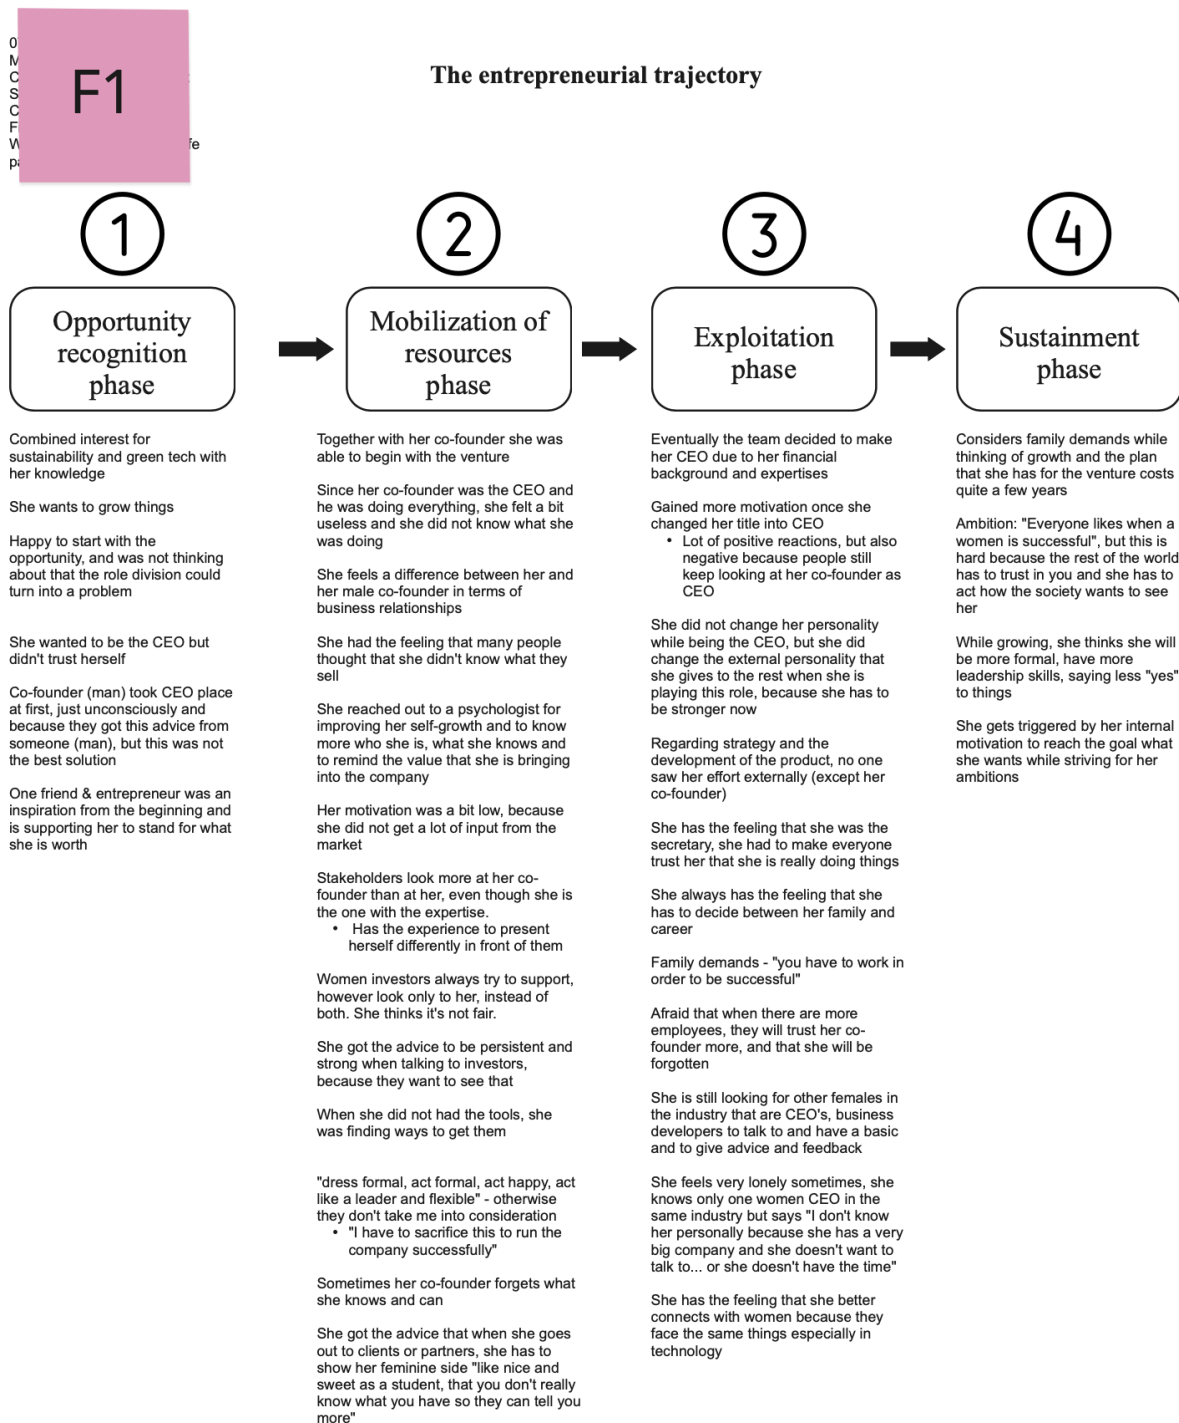 F1
The entrepreneurial trajectory
fe
1
Opportunity
recognition
phase
Combined interest for
sustainability and green tech with
her knowledge
She wants to grow things
Happy to start with the
opportunity, and was not thinking
about that the role division could
turn into a problem
She wanted to be the CEO but
didn't trust herself
Co-founder (man) took CEO place
at first, just unconsciously and
because they got this advice from
someone (man), but this was not
the best solution
One friend & entrepreneur was an
inspiration from the beginning and
is supporting her to stand for what
she is worth
2
Mobilization of
resources
phase
Together with her co-founder she was
able to begin with the venture
Since her co-founder was the CEO and
he was doing everything, she felt a bit
useless and she did not know what she
was doing
She feels a difference between her and
her male co-founder in terms of
business relationships
She had the feeling that many people
thought that she didn't know what they
sell
She reached out to a psychologist for
improving her self-growth and to know
more who she is, what she knows and
to remind the value that she is bringing
into the company
Her motivation was a bit low, because
she did not get a lot of input from the
market
Stakeholders look more at her co-
founder than at her, even though she is
the one with the expertise.
• Has the experience to present
herself differently in front of them
Women investors always try to support,
however look only to her, instead of
both. She thinks it's not fair.
She got the advice to be persistent and
strong when talking to investors,
because they want to see that
When she did not had the tools, she
was finding ways to get them
"dress formal, act formal, act happy, act
like a leader and flexible" - otherwise
they don't take me into consideration
• "I have to sacrifice this to run the
company successfully"
Sometimes her co-founder forgets what
she knows and can
She got the advice that when she goes
out to clients or partners, she has to
show her feminine side "like nice and
sweet as a student, that you don't really
know what you have so they can tell you
more"
3
Exploitation
phase
Eventually the team decided to make
her CEO due to her financial
background and expertises
Gained more motivation once she
changed her title into CEO
• Lot of positive reactions, but also
negative because people still
keep looking at her co-founder as
CEO
She did not change her personality
while being the CEO, but she did
change the external personality that
she gives to the rest when she is
playing this role, because she has to
be stronger now
Regarding strategy and the
development of the product, no one
saw her effort externally (except her
co-founder)
She has the feeling that she was the
secretary, she had to make everyone
trust her that she is really doing things
She always has the feeling that she
has to decide between her family and
career
Family demands - "you have to work in
order to be successful"
Afraid that when there are more
employees, they will trust her co-
founder more, and that she will be
forgotten
She is still looking for other females in
the industry that are CEO's, business
developers to talk to and have a basic
and to give advice and feedback
She feels very lonely sometimes, she
knows only one women CEO in the
same industry but says "I don't know
her personally because she has a very
big company and she doesn't want to
talk to... or she doesn't have the time"
She has the feeling that she better
connects with women because they
face the same things especially in
technology
4
Sustainment
phase
Considers family demands while
thinking of growth and the plan
that she has for the venture costs
quite a few years
Ambition: "Everyone likes when a
women is successful", but this is
hard because the rest of the world
has to trust in you and she has to
act how the society wants to see
her
While growing, she thinks she will
be more formal, have more
leadership skills, saying less "yes"
to things
She gets triggered by her internal
motivation to reach the goal what
she wants while striving for her
ambitions